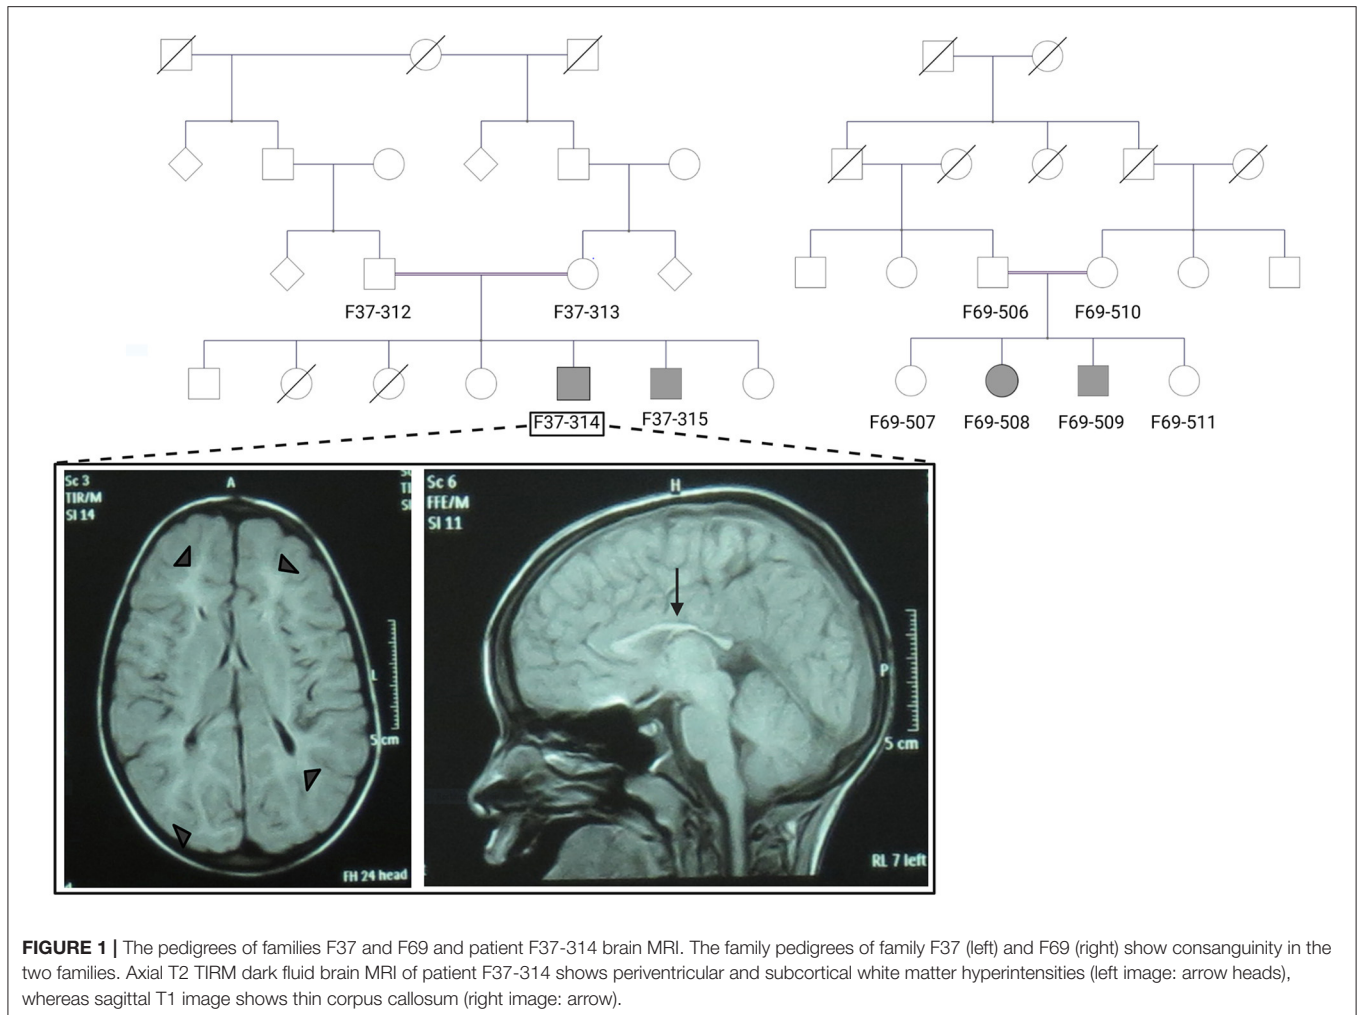 F37-312
F37-313
F69-506
F69-510
F37-314
F37-315
F69-507
F69-508
F69-509
F69-511
Sc 3
TIR/M
SI 14
A
L
5 cm
FH 24 head
Sc 6
FFE/M
SI 11
H
P
5 cm
RL 7 left
FIGURE 1 | The pedigrees of families F37 and F69 and patient F37-314 brain MRI. The family pedigrees of family F37 (left) and F69 (right) show consanguinity in the
two families. Axial T2 TIRM dark fluid brain MRI of patient F37-314 shows periventricular and subcortical white matter hyperintensities (left image: arrow heads),
whereas sagittal T1 image shows thin corpus callosum (right image: arrow).